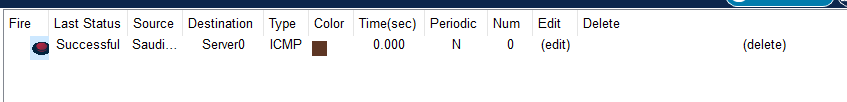 Fire Last Status Source Destination Type Color Time(sec) Periodic Num Edit Delete
Successful Saudi... Server0 ICMP 0.000 N 0 (edit) (delete)